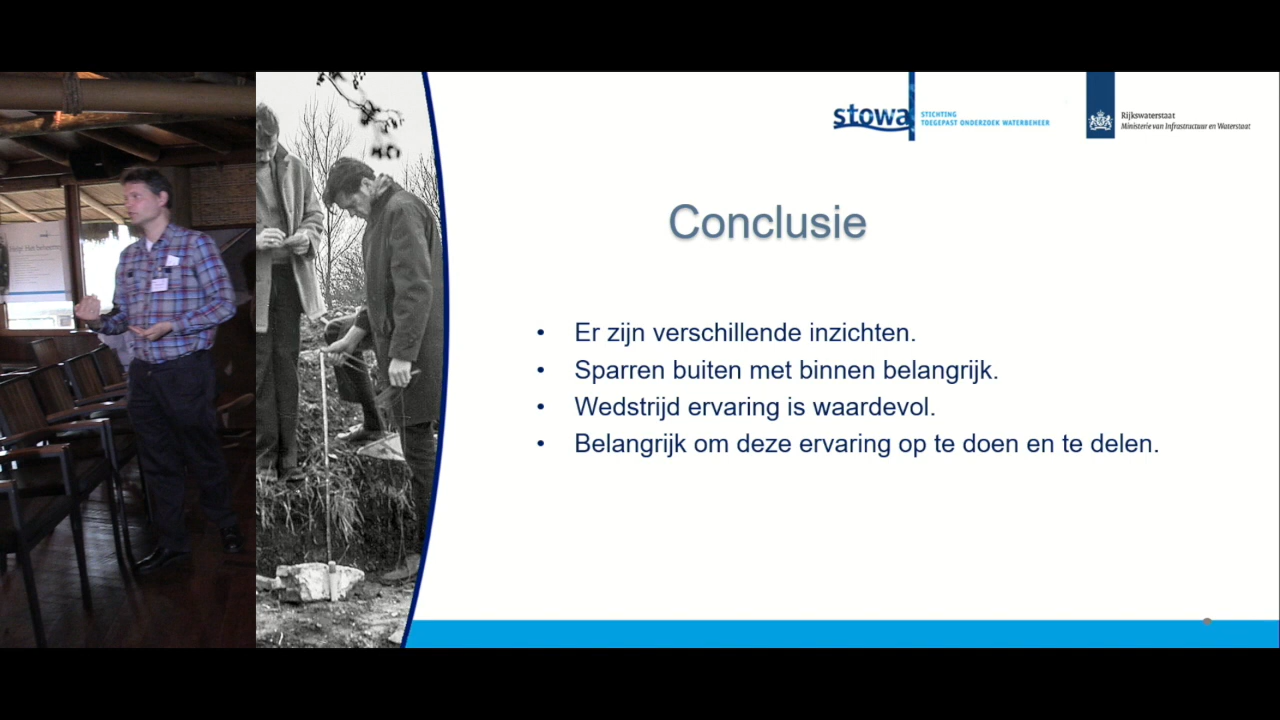 stowa
STICHTING
TOEGEPAST ONDERZOEK WATERBEHEER
Rijkswaterstaat
Ministerie van Infrastructuur en Waterstaat
Conclusie
• Er zijn verschillende inzichten.
• Sparren buiten met binnen belangrijk.
• Wedstrijd ervaring is waardevol.
• Belangrijk om deze ervaring op te doen en te delen.